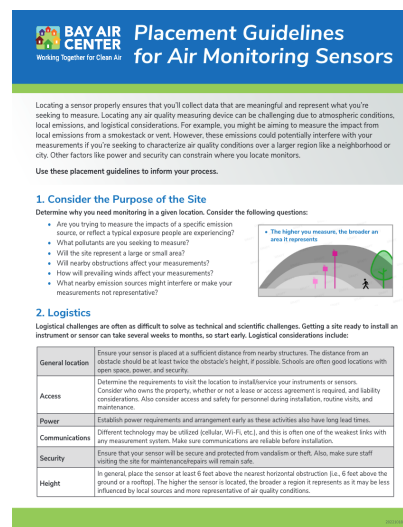 BAY AIR
CENTER
Working Together for Clean Air
Placement Guidelines
for Air Monitoring Sensors
Locating a sensor properly ensures that you'll collect data that are meaningful and represent what you're
seeking to measure. Locating any air quality measuring device can be challenging due to atmospheric conditions,
local emissions, and logistical considerations. For example, you might be aiming to measure the impact from
local emissions from a smokestack or vent. However, these emissions could potentially interfere with your
measurements if you're seeking to characterize air quality conditions over a larger region like a neighborhood or
city. Other factors like power and security can constrain where you locate monitors.
Use these placement guidelines to inform your process.
1. Consider the Purpose of the Site
Determine why you need monitoring in a given location. Consider the following questions:
• Are you trying to measure the impacts of a specific emission
source, or reflect a typical exposure people are experiencing?
• What pollutants are you seeking to measure?
• Will the site represent a large or small area?
• Will nearby obstructions affect your measurements?
• How will prevailing winds affect your measurements?
• What nearby emission sources might interfere or make your
measurements not representative?
• The higher you measure, the broader an
area it represents
2. Logistics
Logistical challenges are often as difficult to solve as technical and scientific challenges. Getting a site ready to install an
instrument or sensor can take several weeks to months, so start early. Logistical considerations include:
General location
Ensure your sensor is placed at a sufficient distance from nearby structures. The distance from an
obstacle should be at least twice the obstacle's height, if possible. Schools are often good locations with
open space, power, and security.
Access
Determine the requirements to visit the location to install/service your instruments or sensors.
Consider who owns the property, whether or not a lease or access agreement is required, and liability
considerations. Also consider access and safety for personnel during installation, routine visits, and
maintenance.
Power
Establish power requirements and arrangement early as these activities also have long lead times.
Communications
Different technology may be utilized (cellular, Wi-Fi, etc.), and this is often one of the weakest links with
any measurement system. Make sure communications are reliable before installation.
Security
Ensure that your sensor will be secure and protected from vandalism or theft. Also, make sure staff
visiting the site for maintenance/repairs will remain safe.
Height
In general, place the sensor at least 6 feet above the nearest horizontal obstruction (i.e., 6 feet above the
ground or a rooftop). The higher the sensor is located, the broader a region it represents as it may be less
influenced by local sources and more representative of air quality conditions.